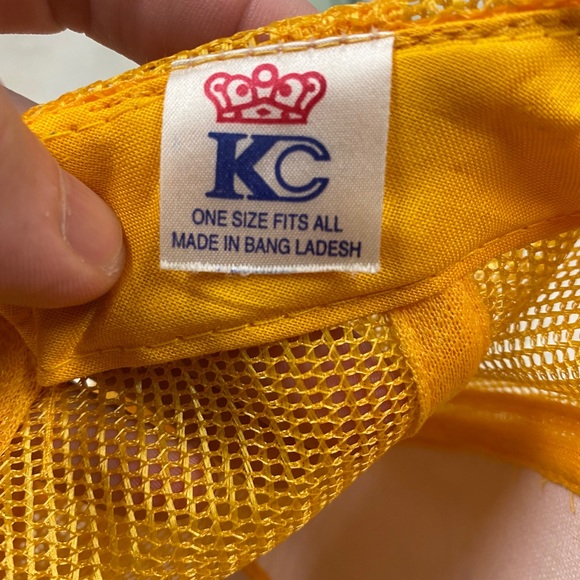 KC
ONE SIZE FITS ALL
MADE IN BANG LADESH